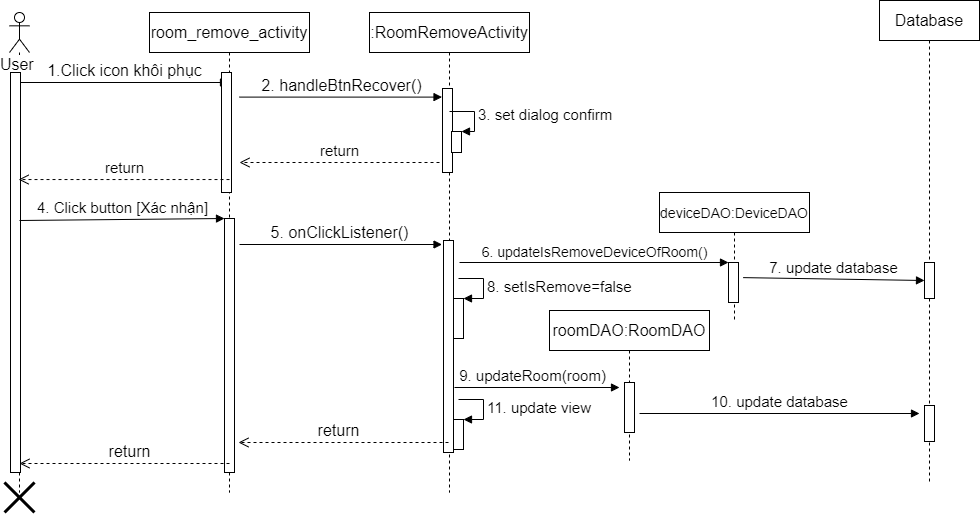 User
room_remove_activity
:RoomRemoveActivity
Database
1.Click icon khôi phục
2. handleBtnRecover()
3. set dialog confirm
return
return
4. Click button [Xác nhận]
deviceDAO:DeviceDAO
5. onClickListener()
6. updateIsRemoveDeviceOfRoom()
7. update database
8. setIsRemove=false
roomDAO:RoomDAO
9. updateRoom(room)
10. update database
11. update view
return
return